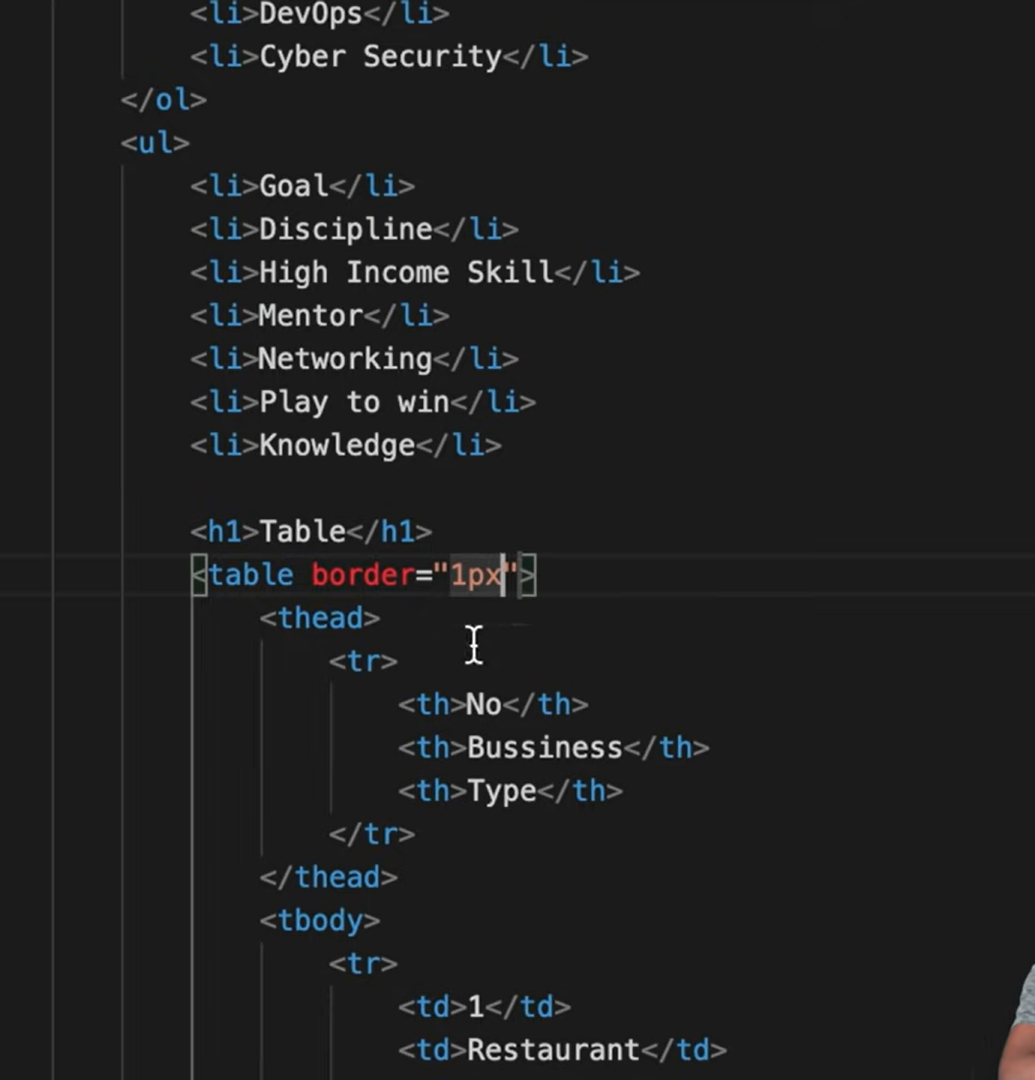 <li>DevOps</li>
<li>Cyber Security</li>
</ol>
<ul>
<li>Goal</li>
<li>Discipline</li>
<li>High Income Skill</li>
<li>Mentor</li>
<li>Networking</li>
<li>Play to win</li>
<li>Knowledge</li>
<h1>Table</h1>
<table border="1px">
<thead>
<tr>
<th>No</th>
<th>Bussiness</th>
<th>Type</th>
</tr>
</thead>
<tbody>
<tr>
<td>1</td>
<td>Restaurant</td>